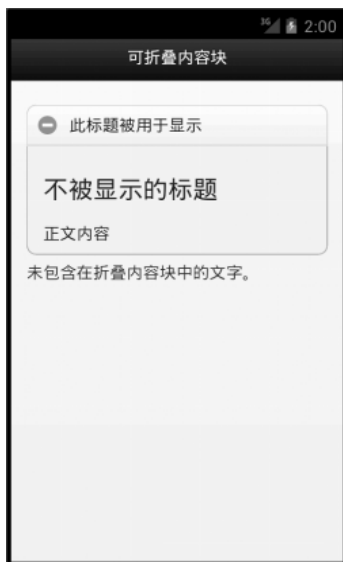 3G 2:00
可折叠内容块
此标题被用于显示
不被显示的标题
正文内容
未包含在折叠内容块中的文字。